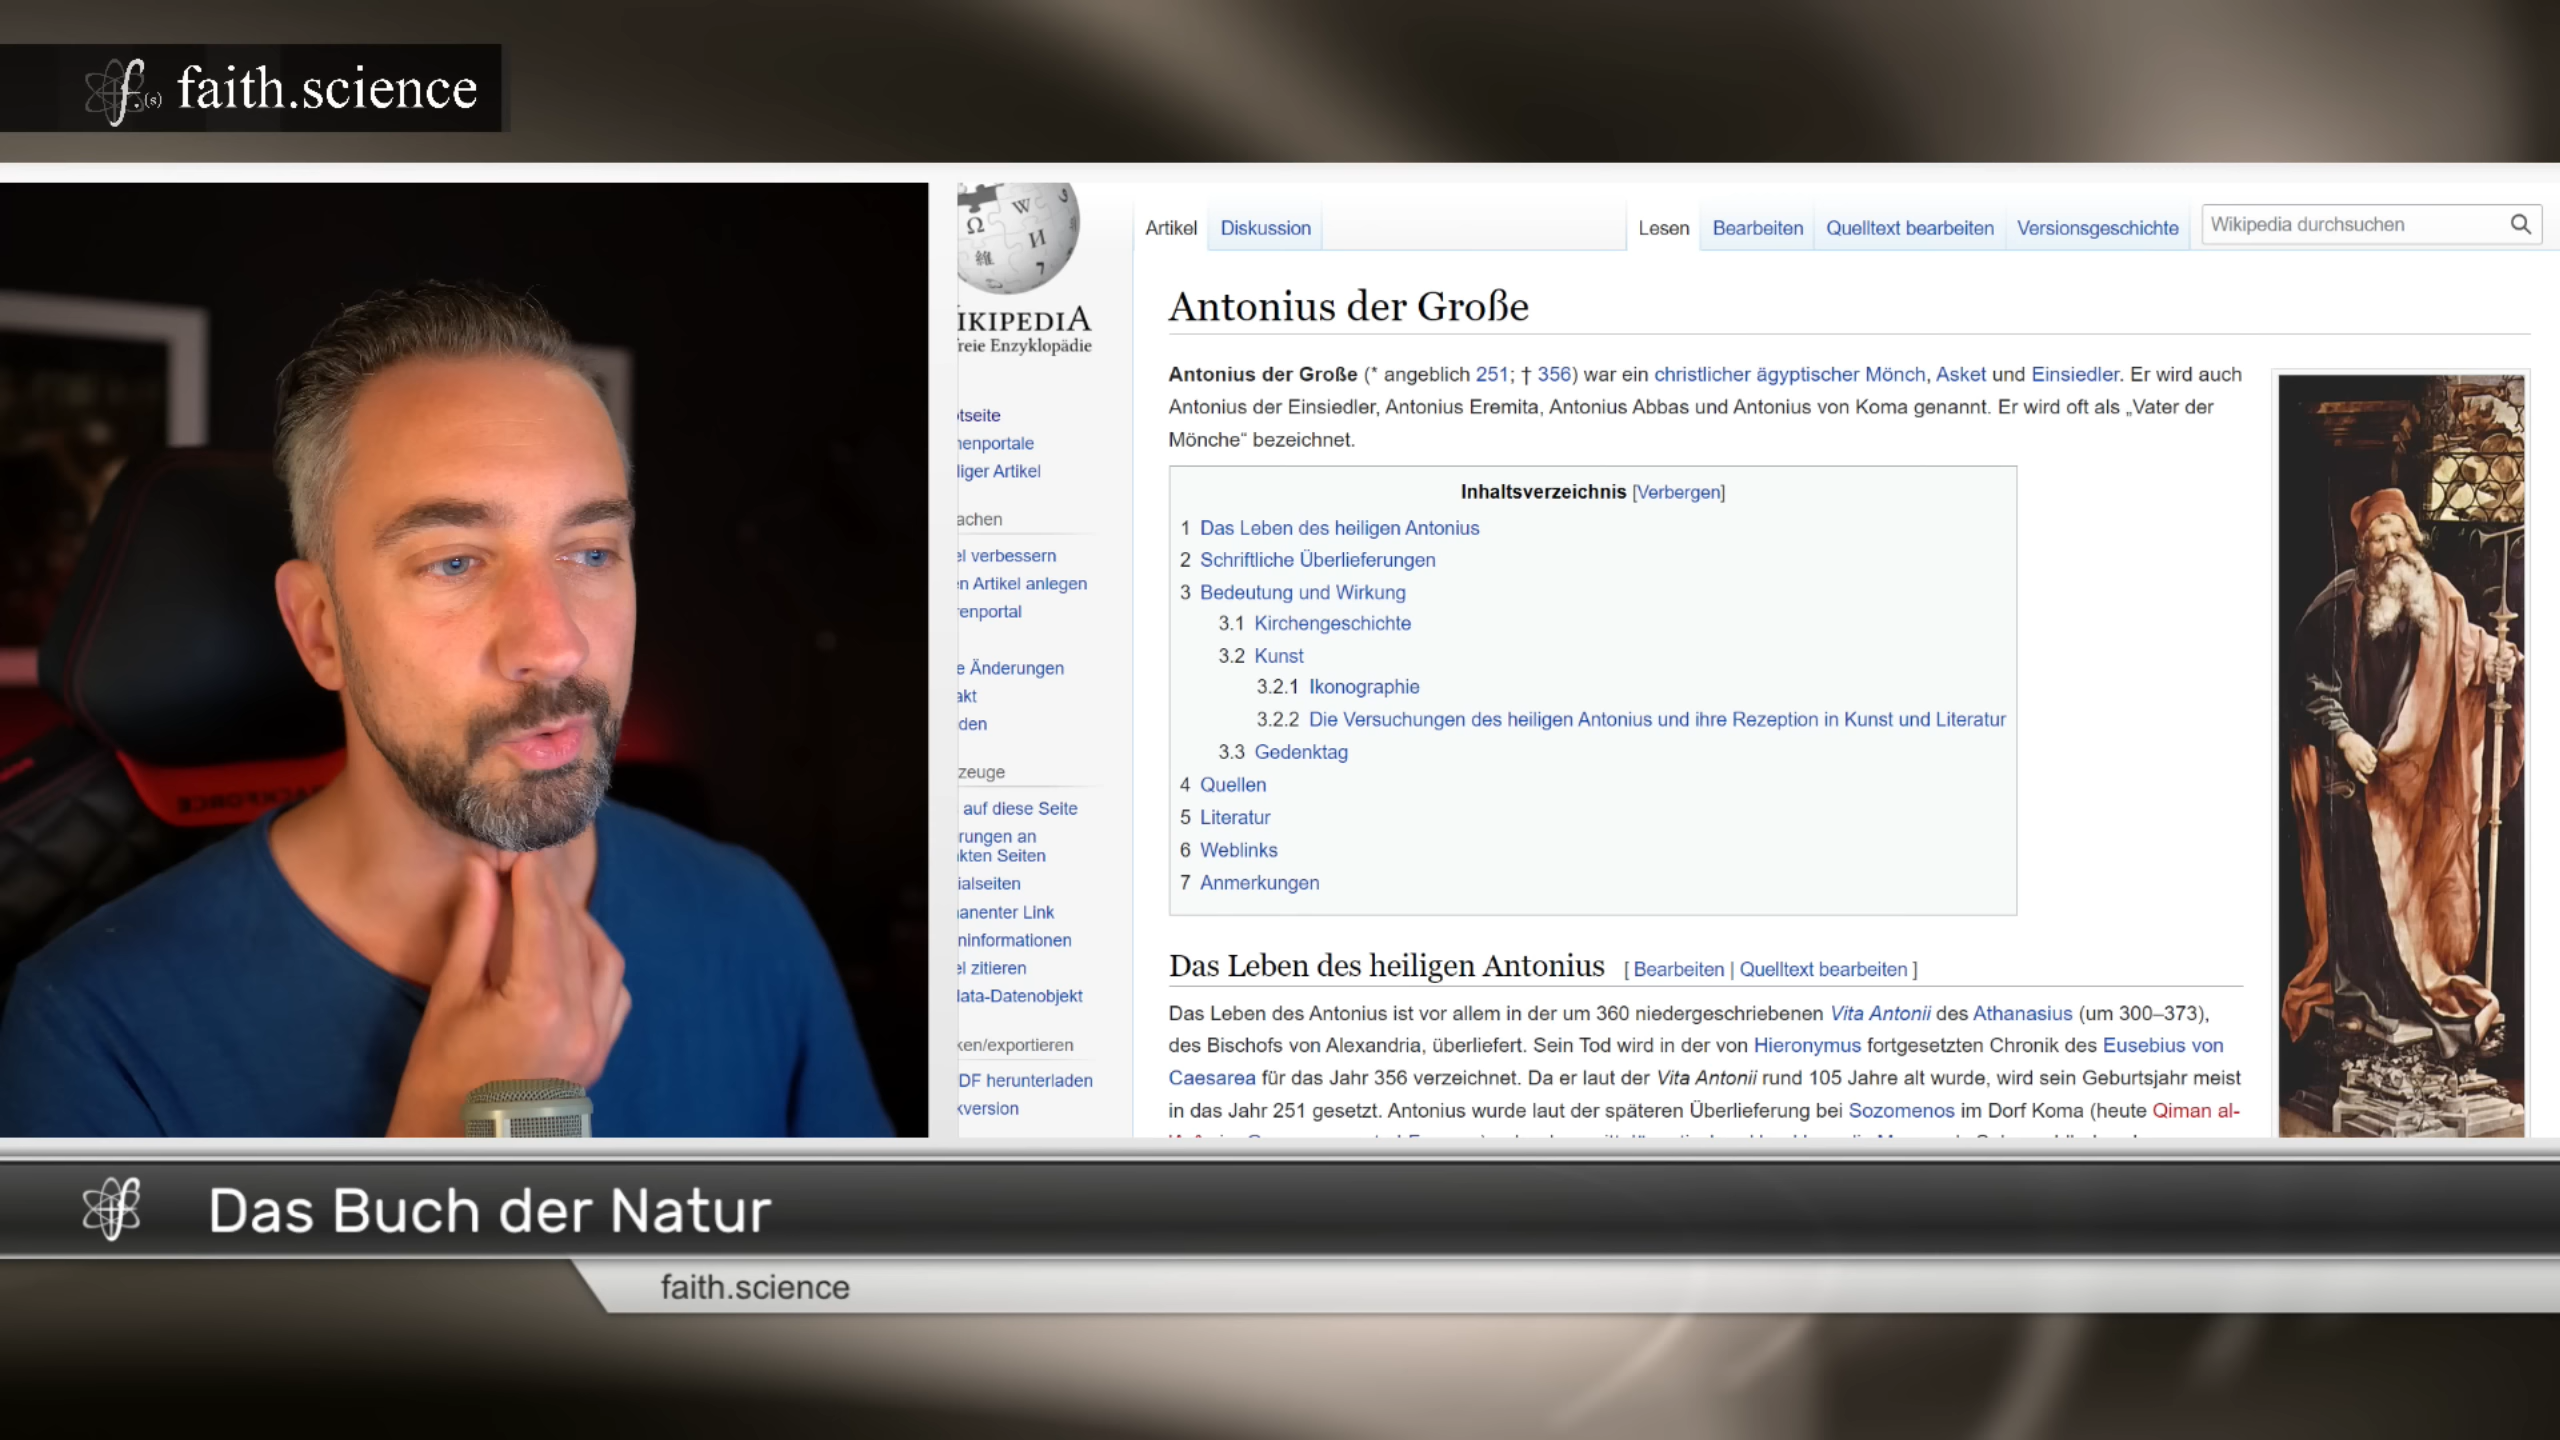 faith.science
Artikel
Diskussion
Lesen
Bearbeiten
Quelltext bearbeiten
Versionsgeschichte
Wikipedia durchsuchen
IKIPEDIA
reie Enzyklopädie
Antonius der Große
Antonius der Große (* angeblich 251; † 356) war ein christlicher ägyptischer Mönch, Asket und Einsiedler. Er wird auch
Antonius der Einsiedler, Antonius Eremita, Antonius Abbas und Antonius von Koma genannt. Er wird oft als „Vater der
Mönche“ bezeichnet.
Inhaltsverzeichnis [Verbergen]
1 Das Leben des heiligen Antonius
2 Schriftliche Überlieferungen
3 Bedeutung und Wirkung
3.1 Kirchengeschichte
3.2 Kunst
3.2.1 Ikonographie
3.2.2 Die Versuchungen des heiligen Antonius und ihre Rezeption in Kunst und Literatur
3.3 Gedenktag
4 Quellen
5 Literatur
6 Weblinks
7 Anmerkungen
Das Leben des heiligen Antonius [ Bearbeiten | Quelltext bearbeiten ]
Das Leben des Antonius ist vor allem in der um 360 niedergeschriebenen Vita Antonii des Athanasius (um 300–373),
des Bischofs von Alexandria, überliefert. Sein Tod wird in der von Hieronymus fortgesetzten Chronik des Eusebius von
Caesarea für das Jahr 356 verzeichnet. Da er laut der Vita Antonii rund 105 Jahre alt wurde, wird sein Geburtsjahr meist
in das Jahr 251 gesetzt. Antonius wurde laut der späteren Überlieferung bei Sozomenos im Dorf Koma (heute Qiman al-
tseite
enportale
liger Artikel
achen
el verbessern
en Artikel anlegen
renportal
e Änderungen
akt
den
zeuge
auf diese Seite
rungen an
kten Seiten
ialseiten
anenter Link
ninformationen
el zitieren
data-Datenobjekt
ken/exportieren
DF herunterladen
kversion
Das Buch der Natur
faith.science